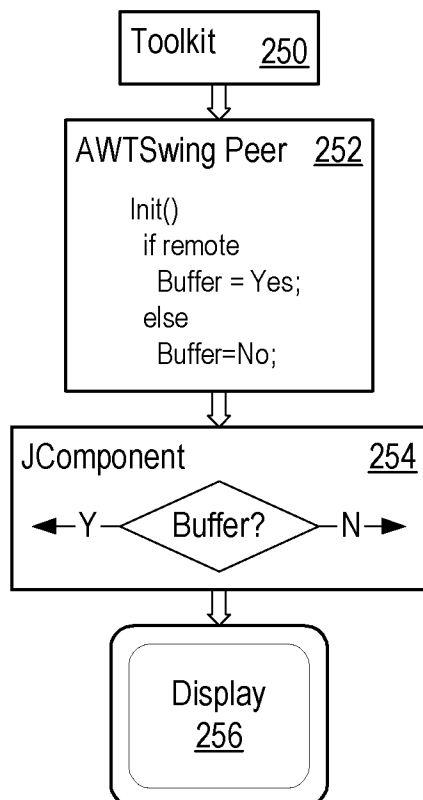 Toolkit 250
AWTSwing Peer 252
Init()
if remote
Buffer = Yes;
else
Buffer=No;
JComponent 254
Y Buffer? N
Display
256